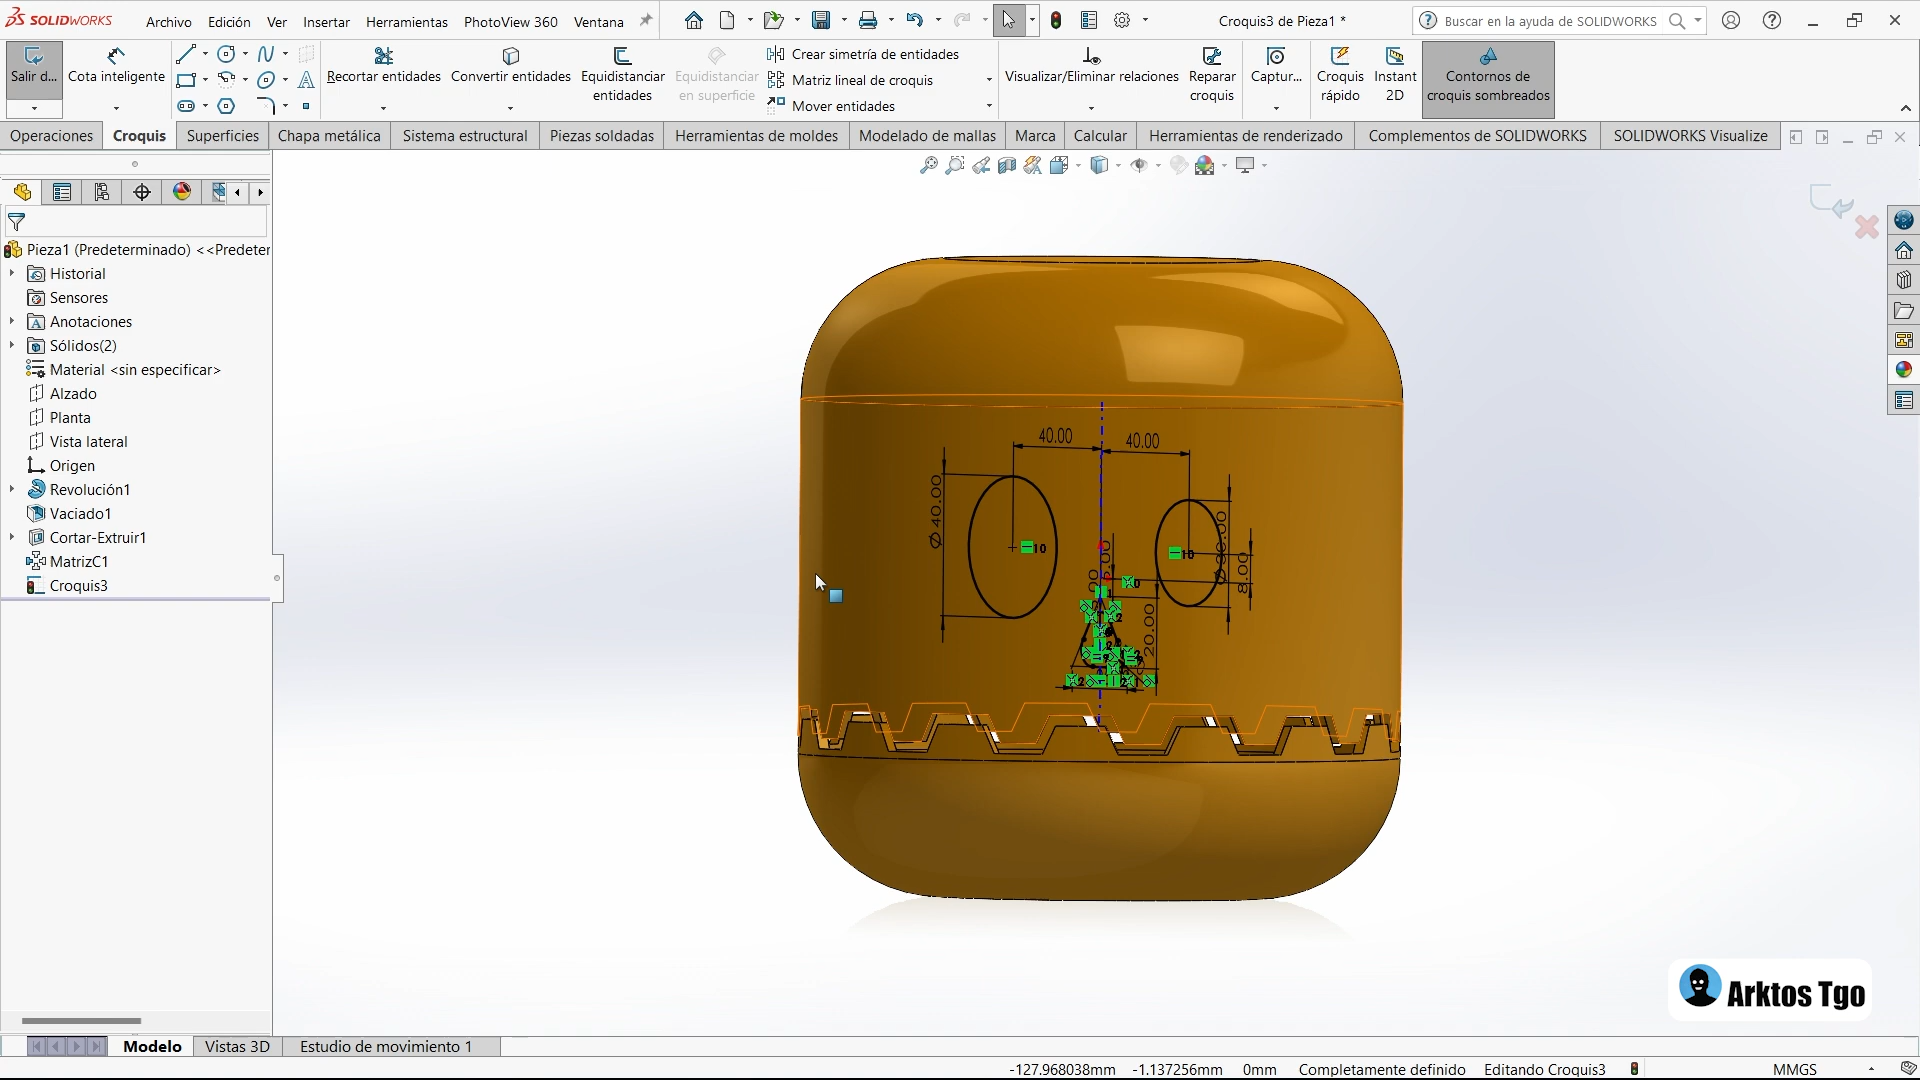 SOLIDWORKS
Archivo Edición Ver Insertar Herramientas PhotoView 360 Ventana
Croquis3 de Pieza1 *
Buscar en la ayuda de SOLIDWORKS
Salir d...
Cota inteligente
Recortar entidades
Convertir entidades
Equidistanciar
entidades
Equidistanciar
en superficie
Crear simetría de entidades
Matriz lineal de croquis
Mover entidades
Visualizar/Eliminar relaciones
Reparar
croquis
Captur...
Croquis
rápido
Instant
2D
Contornos de
croquis sombreados
Operaciones Croquis Superficies Chapa metálica Sistema estructural Piezas soldadas Herramientas de moldes Modelado de mallas Marca Calcular Herramientas de renderizado Complementos de SOLIDWORKS SOLIDWORKS Visualize
Pieza1 (Predeterminado) <<Predeter
Historial
Sensores
Anotaciones
Sólidos(2)
Material <sin especificar>
Alzado
Planta
Vista lateral
Origen
Revolución1
Vaciado1
Cortar-Extruir1
MatrizC1
Croquis3
40.00
40.00
Ø40.00
10
10
8.00
20.00
Arktos Tgo
Modelo Vistas 3D Estudio de movimiento 1
-127.968038mm -1.137256mm 0mm Completamente definido Editando Croquis3 MMGS